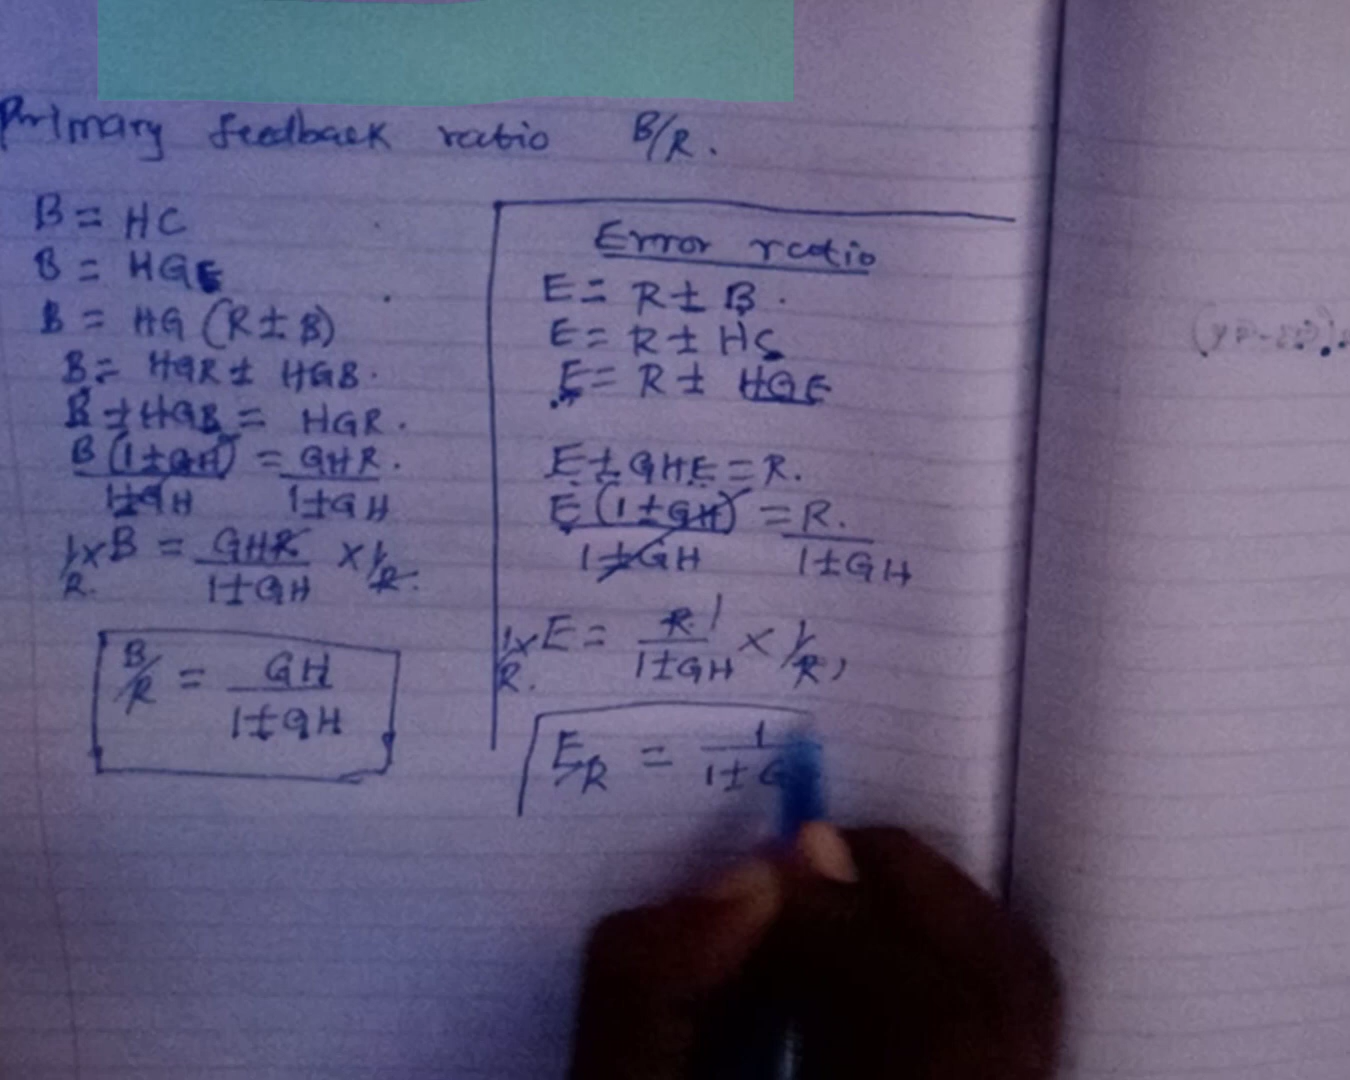 Primary feedback ratio B/R.
B = HC
B = HGE
B = HG (R ± B)
B = HGR ± HGB.
B ± HGB = HGR.
B (1±GH) = GHR.
1±GH 1±GH
1/R. × B = GHR/1±GH × 1/R.
B/R = GH/1±GH
Error ratio
E = R ± B.
E = R ± HC
E = R ± HGE
E ± GHE = R.
E (1±GH) = R.
1±GH 1±GH
1/R. × E = R 1/1±GH × 1/R,
E/R = 1/1±G